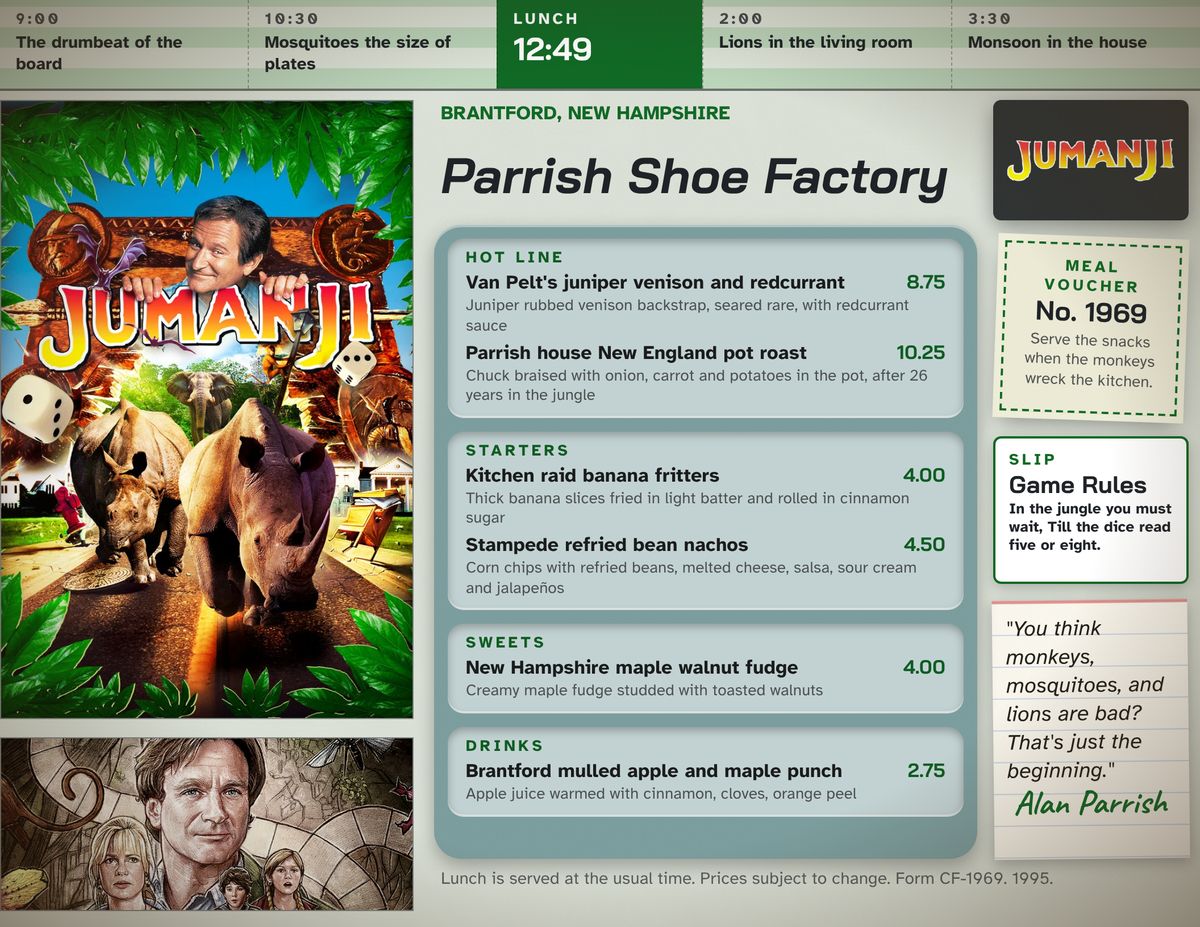 9:00
The drumbeat of the
board
10:30
Mosquitoes the size of
plates
LUNCH
12:49
2:00
Lions in the living room
3:30
Monsoon in the house
JUMANJI
BRANTFORD, NEW HAMPSHIRE
Parrish Shoe Factory
HOT LINE
Van Pelt's juniper venison and redcurrant 8.75
Juniper rubbed venison backstrap, seared rare, with redcurrant
sauce
Parrish house New England pot roast 10.25
Chuck braised with onion, carrot and potatoes in the pot, after 26
years in the jungle
STARTERS
Kitchen raid banana fritters 4.00
Thick banana slices fried in light batter and rolled in cinnamon
sugar
Stampede refried bean nachos 4.50
Corn chips with refried beans, melted cheese, salsa, sour cream
and jalapeños
SWEETS
New Hampshire maple walnut fudge 4.00
Creamy maple fudge studded with toasted walnuts
DRINKS
Brantford mulled apple and maple punch 2.75
Apple juice warmed with cinnamon, cloves, orange peel
Lunch is served at the usual time. Prices subject to change. Form CF-1969. 1995.
JUMANJI
MEAL
VOUCHER
No. 1969
Serve the snacks
when the monkeys
wreck the kitchen.
SLIP
Game Rules
In the jungle you must
wait, Till the dice read
five or eight.
"You think
monkeys,
mosquitoes, and
lions are bad?
That's just the
beginning."
Alan Parrish